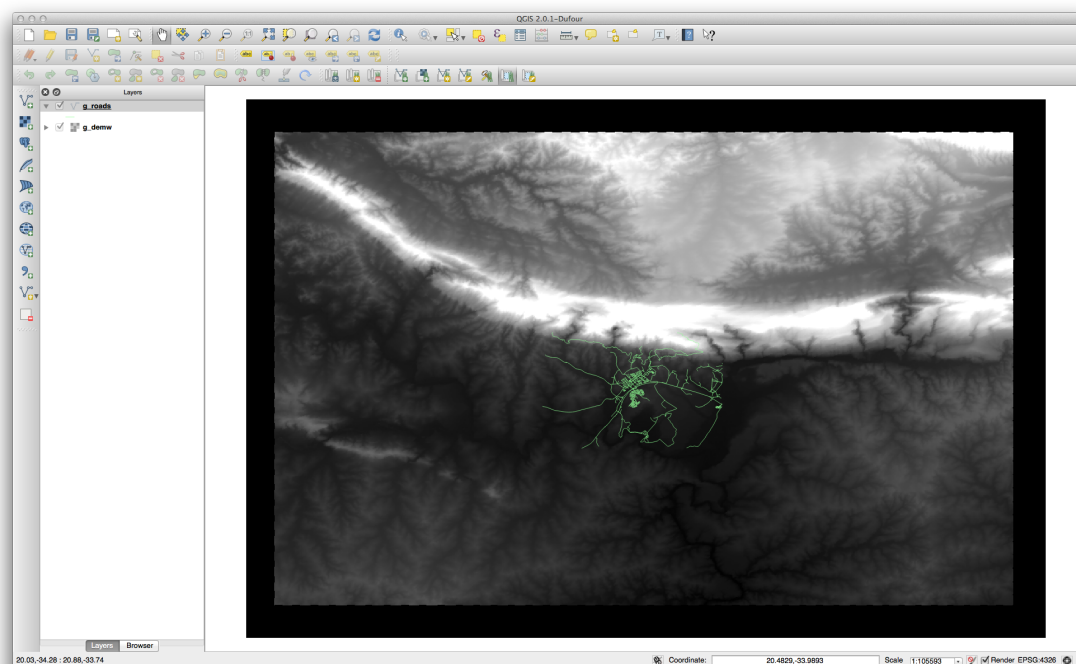 QGIS 2.0.1-Dufour
Layers
g_roads
g_demw
Layers Browser
20.03,-34.28 : 20.88,-33.74
Coordinate: 20.4829,-33.9893 Scale 1:105593 Render EPSG:4326